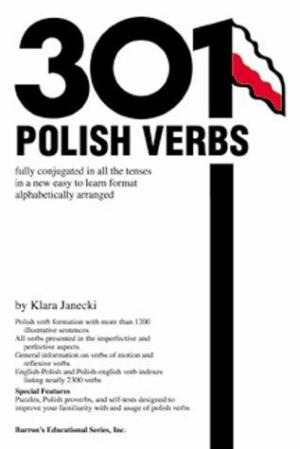 301
POLISH VERBS
fully conjugated in all the tenses
in a new easy to learn format
alphabetically arranged
by Klara Janecki
Polish verb formation with more than 1200
illustrative sentences
All verbs presented in the imperfective and
perfective aspects
General information on verbs of motion and
reflexive verbs
English-Polish and Polish-english verb indexes
listing nearly 2300 verbs
Special Features
Puzzles, Polish proverbs, and self-tests designed to
improve your familiarity with and usage of polish verbs
Barron's Educational Series, Inc.